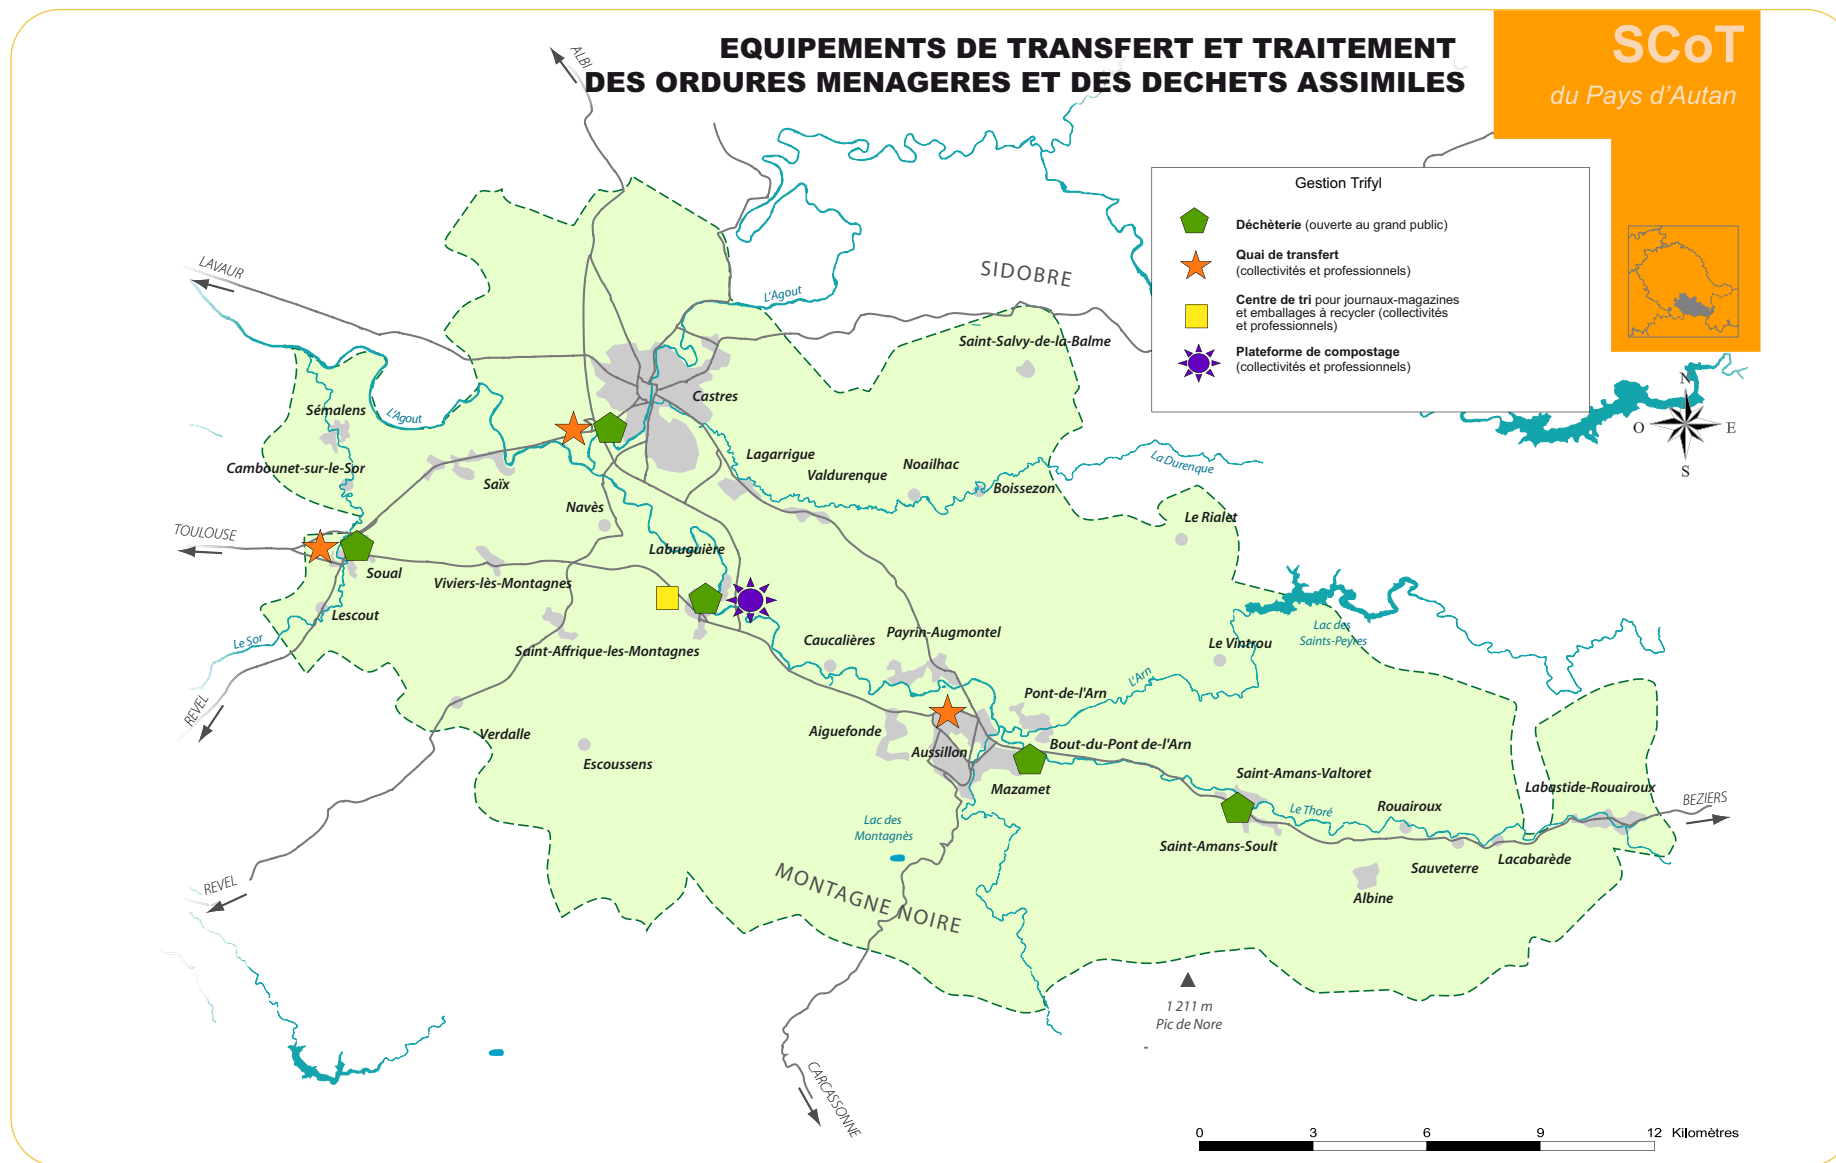 EQUIPEMENTS DE TRANSFERT ET TRAITEMENT
DES ORDURES MENAGERES ET DES DECHETS ASSIMILES
SCoT
du Pays d'Autan
Gestion Trifyl
Déchèterie (ouverte au grand public)
Quai de transfert
(collectivités et professionnels)
Centre de tri pour journaux-magazines
et emballages à recycler (collectivités
et professionnels)
Plateforme de compostage
(collectivités et professionnels)
N
O
E
S
ALBI
LAVAUR
SIDOBRE
L'Agout
Saint-Salvy-de-la-Balme
Castres
Sémalens
L'Agout
Cambounet-sur-le-Sor
Saïx
Lagarrigue
Valdurenque
Noailhac
Boissezon
La Durenque
Navès
Le Rialet
TOULOUSE
Labruguière
Soual
Viviers-lès-Montagnes
Lescout
Le Sor
Saint-Affrique-les-Montagnes
Caucalières
Payrin-Augmontel
Le Vintrou
Lac des
Saints-Peyres
L'Arn
Pont-de-l'Arn
REVEL
Verdalle
Escoussens
Aiguefonde
Aussillon
Bout-du-Pont de-l'Arn
Mazamet
Saint-Amans-Valtoret
Le Thoré
Rouairoux
Labastide-Rouairoux
BEZIERS
Lac des
Montagnès
Saint-Amans-Soult
Sauveterre
Lacabarède
Albine
REVEL
MONTAGNE NOIRE
1 211 m
Pic de Nore
CARCASSONNE
0 3 6 9 12 Kilomètres